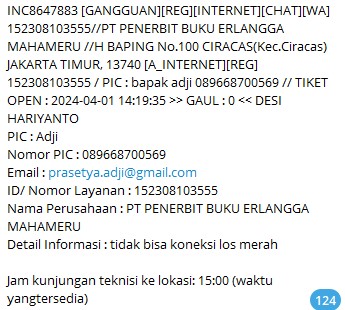 INC8647883 [GANGGUAN][REG][INTERNET][CHAT][WA]
152308103555//PT PENERBIT BUKU ERLANGGA
MAHAMERU //H BAPING No.100 CIRACAS(Kec.Ciracas)
JAKARTA TIMUR, 13740 [A_INTERNET][REG]
152308103555 / PIC : bapak adji 089668700569 // TIKET
OPEN : 2024-04-01 14:19:35 >> GAUL : 0 << DESI
HARIYANTO
PIC : Adji
Nomor PIC : 089668700569
Email : prasetya.adji@gmail.com
ID/ Nomor Layanan : 152308103555
Nama Perusahaan : PT PENERBIT BUKU ERLANGGA
MAHAMERU
Detail Informasi : tidak bisa koneksi los merah

Jam kunjungan teknisi ke lokasi: 15:00 (waktu
yangtersedia)
124